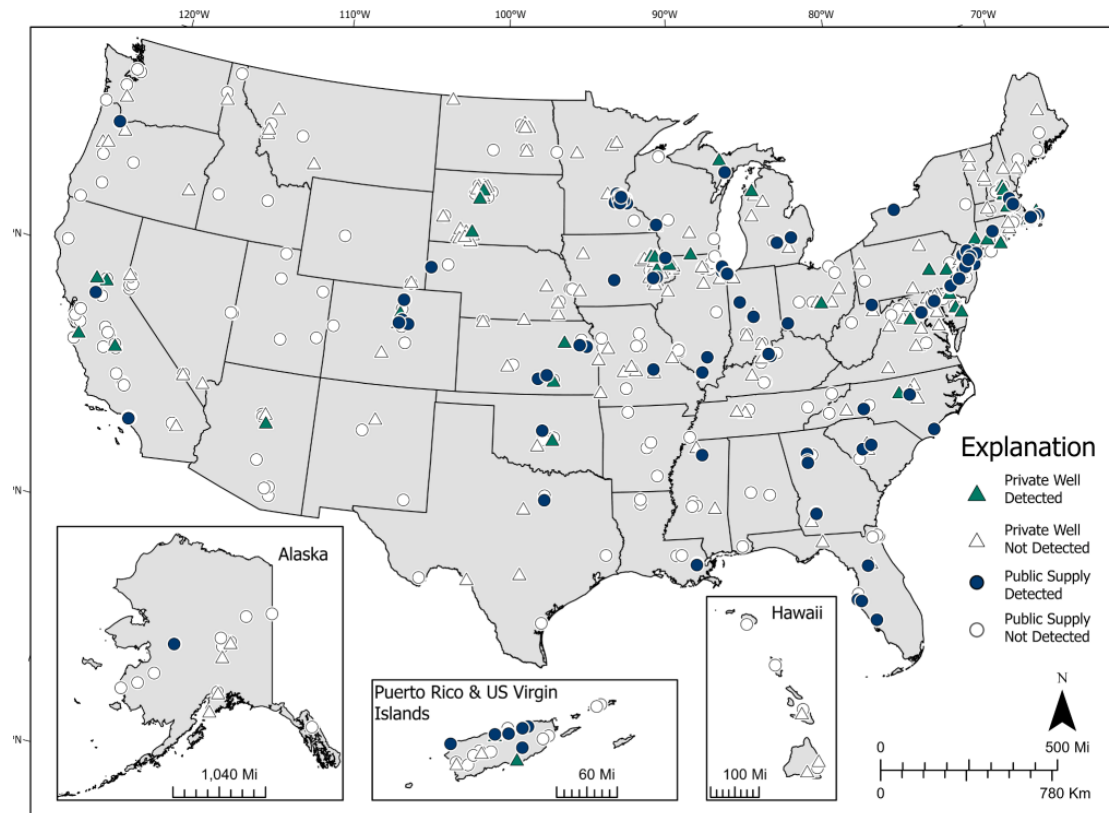 120°W 110°W 100°W 90°W 80°W 70°W
°N
°N
°N
Explanation
Private Well
Detected
Private Well
Not Detected
Public Supply
Detected
Public Supply
Not Detected
Alaska
1,040 Mi
Puerto Rico & US Virgin
Islands
60 Mi
Hawaii
100 Mi
N
0 500 Mi
0 780 Km